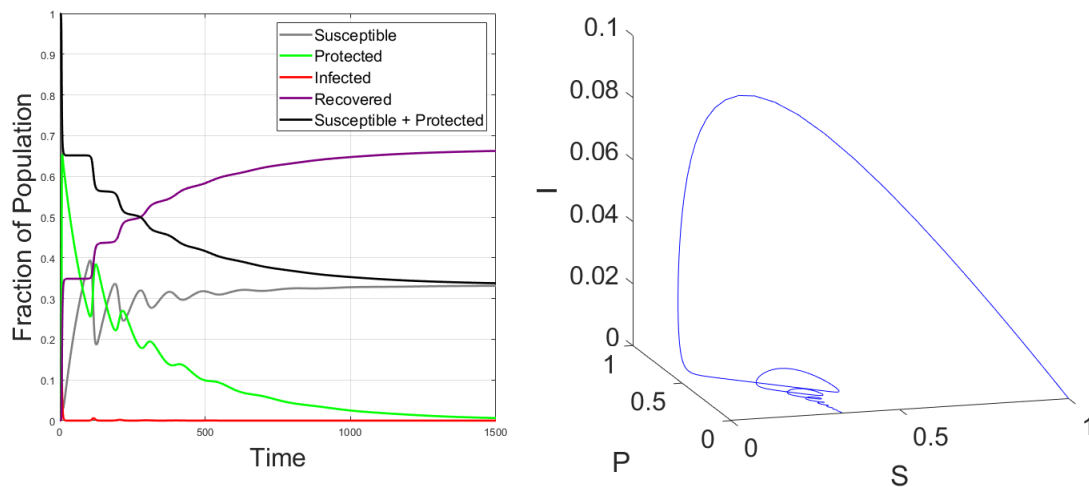 1
0.9
0.8
0.7
0.6
0.5
0.4
0.3
0.2
0.1
0
Fraction of Population
Susceptible
Protected
Infected
Recovered
Susceptible + Protected
0 500 1000 1500
Time
0.1
0.08
0.06
0.04
0.02
0
I
1
0.5
0
P
0
0.5
1
S